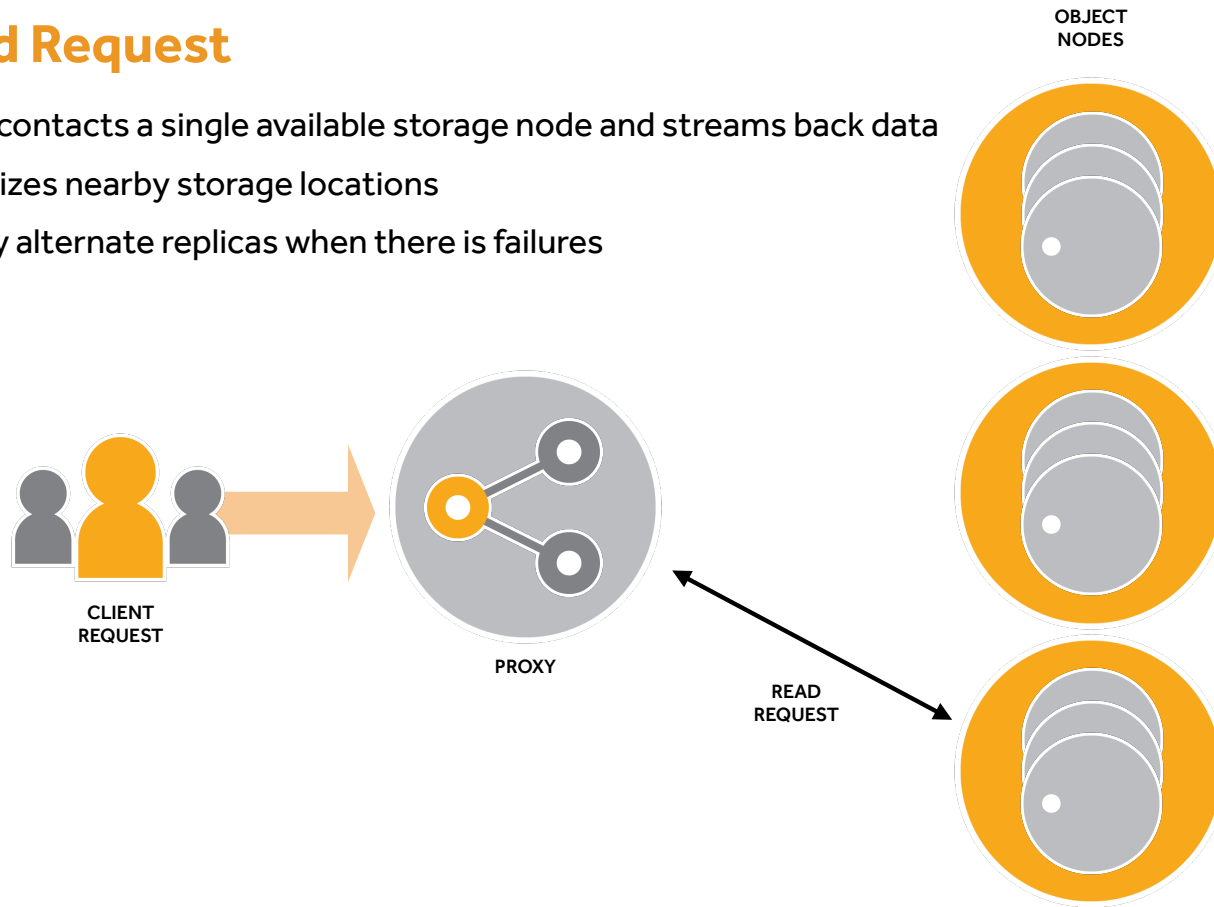 d Request
contacts a single available storage node and streams back data
izes nearby storage locations
y alternate replicas when there is failures
OBJECT
NODES
CLIENT
REQUEST
PROXY
READ
REQUEST